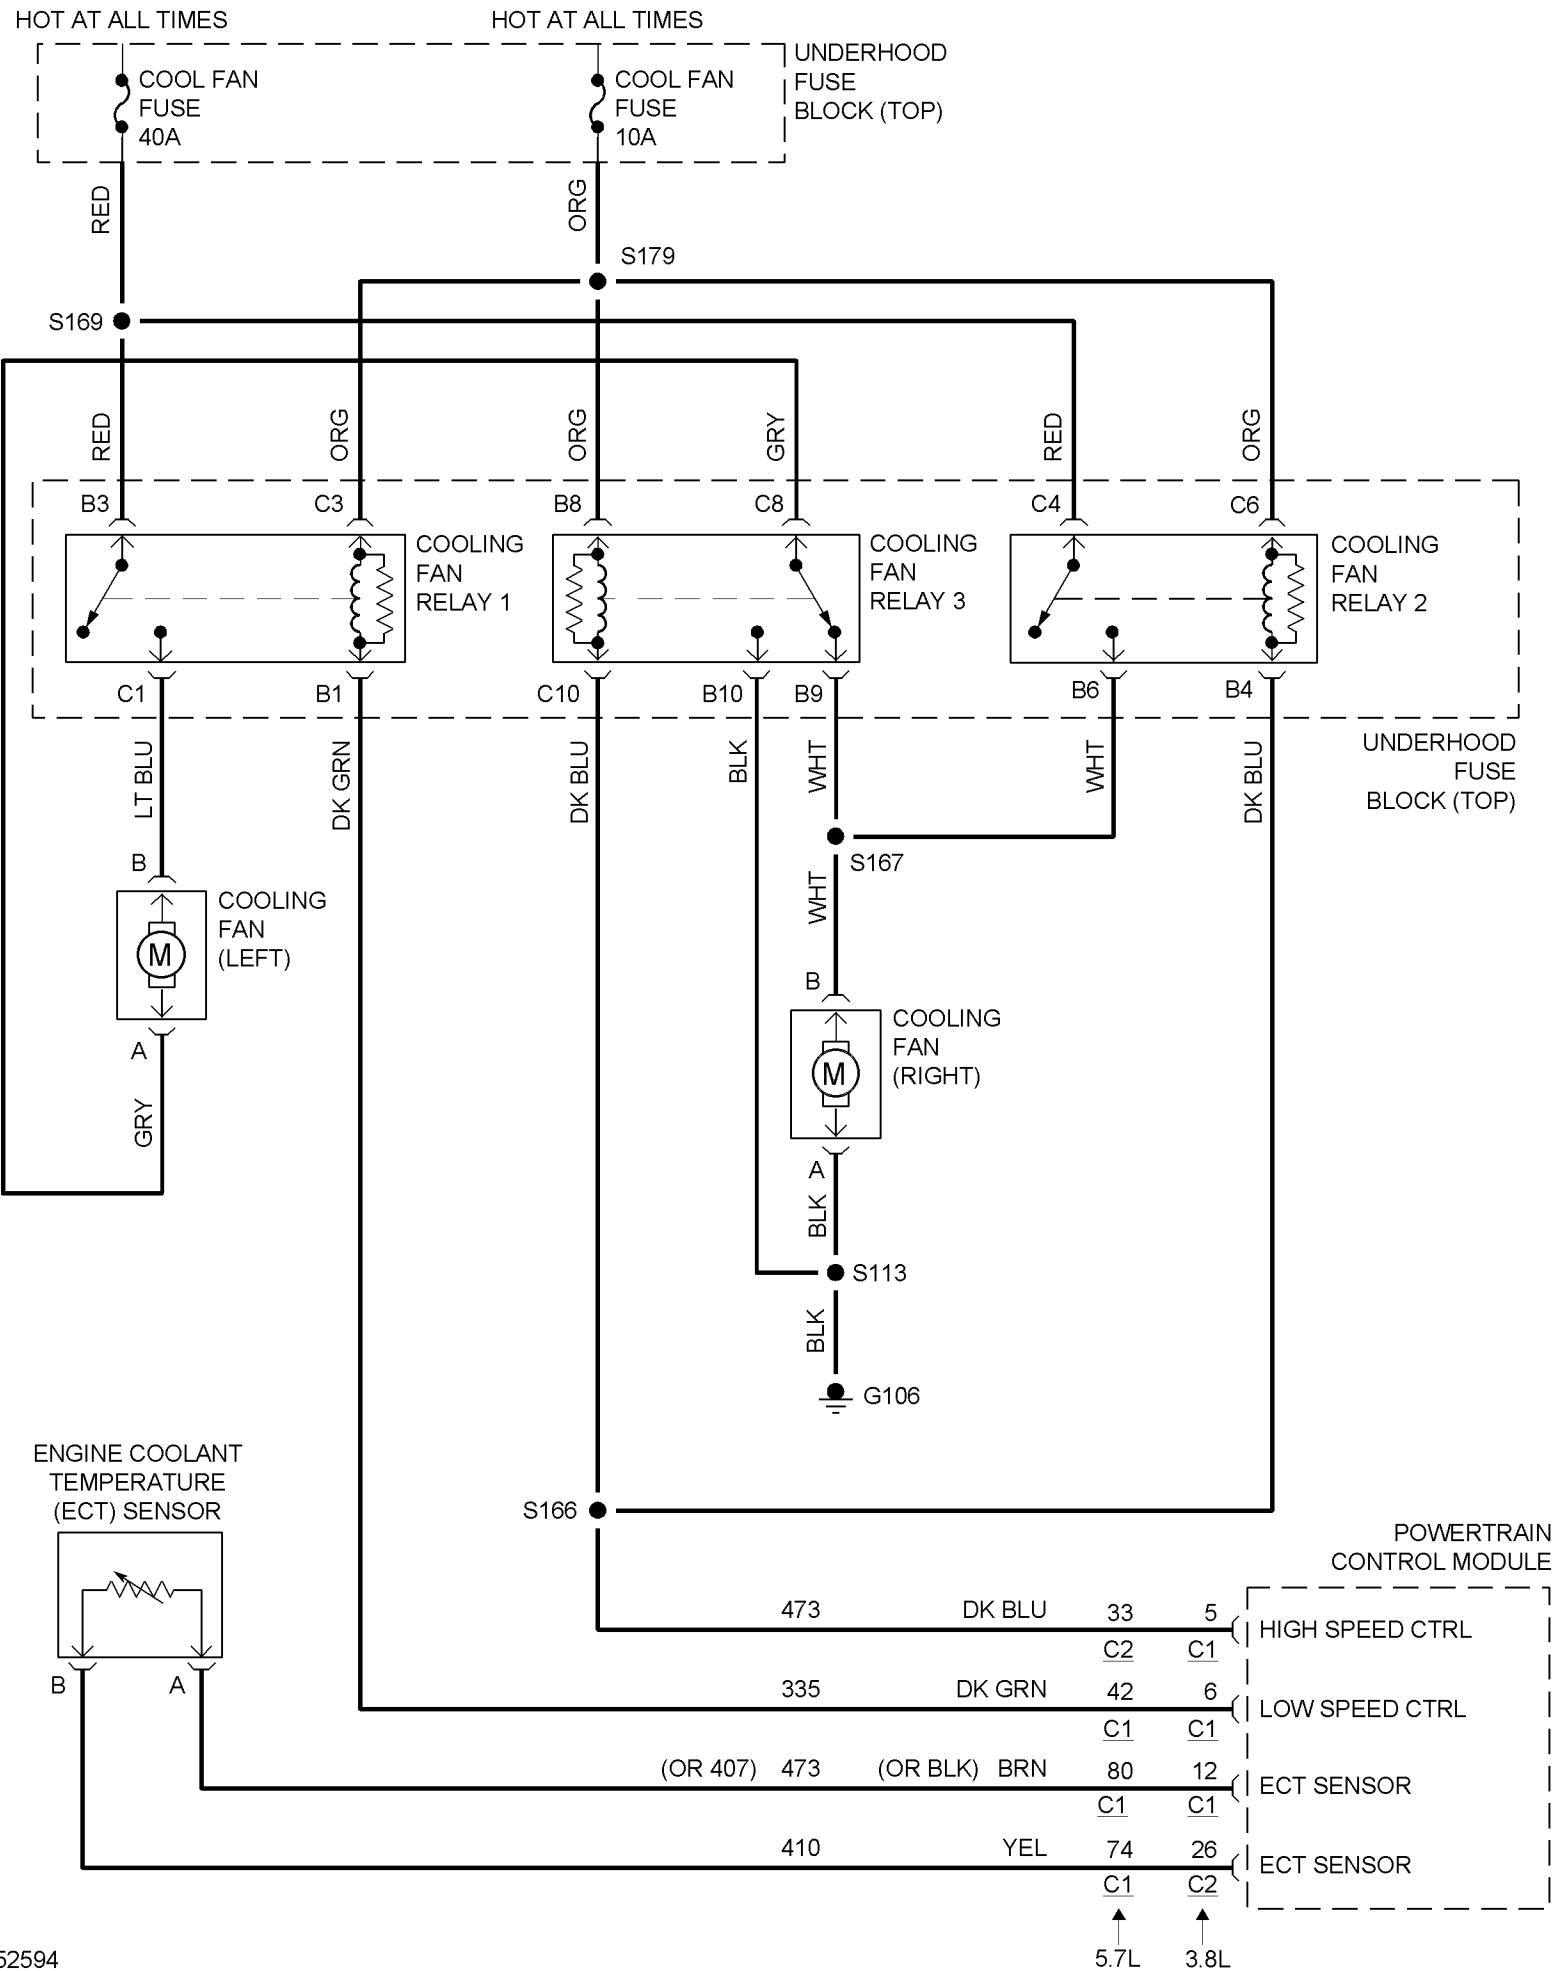 HOT AT ALL TIMES
HOT AT ALL TIMES
COOL FAN
FUSE
40A
COOL FAN
FUSE
10A
UNDERHOOD
FUSE
BLOCK (TOP)
RED
ORG
S179
S169
RED
ORG
ORG
GRY
RED
ORG
B3
C3
B8
C8
C4
C6
COOLING
FAN
RELAY 1
COOLING
FAN
RELAY 3
COOLING
FAN
RELAY 2
C1
B1
C10
B10
B9
B6
B4
LT BLU
DK GRN
DK BLU
BLK
WHT
WHT
DK BLU
UNDERHOOD
FUSE
BLOCK (TOP)
S167
B
COOLING
FAN
(LEFT)
M
A
GRY
WHT
B
COOLING
FAN
(RIGHT)
M
A
BLK
S113
BLK
G106
ENGINE COOLANT
TEMPERATURE
(ECT) SENSOR
B
A
S166
POWERTRAIN
CONTROL MODULE
473 DK BLU 33 5 HIGH SPEED CTRL
C2 C1
335 DK GRN 42 6 LOW SPEED CTRL
C1 C1
(OR 407) 473 (OR BLK) BRN 80 12 ECT SENSOR
C1 C1
410 YEL 74 26 ECT SENSOR
C1 C2
5.7L 3.8L
52594